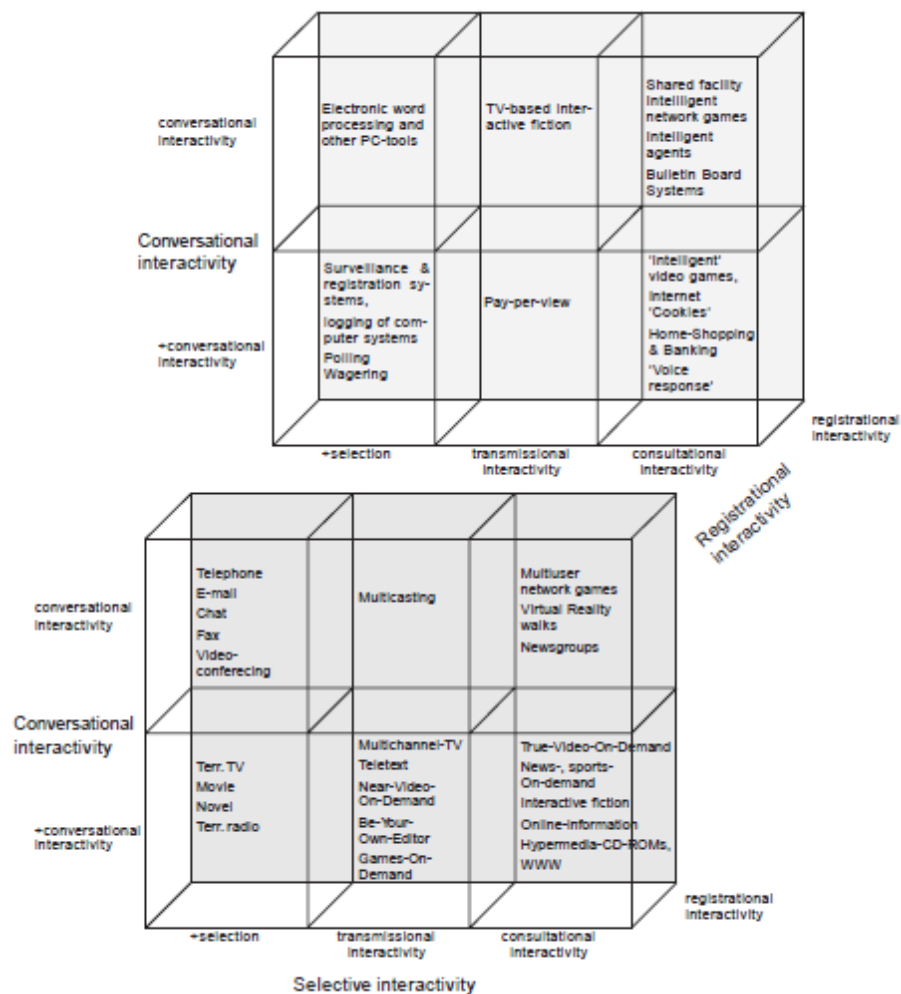 conversational
interactivity
Electronic word
processing and
other PC-tools
TV-based inter-
active fiction
Shared facility
Intelligent
network games
Intelligent
agents
Bulletin Board
Systems
Conversational
interactivity
+conversational
interactivity
Surveillance &
registration sy-
stems,
logging of com-
puter systems
Polling
Wagering
Pay-per-view
'Intelligent'
video games,
Internet
'Cookies'
Home-Shopping
& Banking
'Voice
response'
registrational
interactivity
+selection
transmissional
interactivity
consultational
interactivity
Registrational
interactivity
conversational
interactivity
Telephone
E-mail
Chat
Fax
Video-
conferecing
Multicasting
Multiuser
network games
Virtual Reality
walks
Newsgroups
Conversational
interactivity
+conversational
interactivity
Terr. TV
Movie
Novel
Terr. radio
Multichannel-TV
Teletext
Near-Video-
On-Demand
Be-Your-
Own-Editor
Games-On-
Demand
True-Video-On-Demand
News-, sports-
On-demand
Interactive fiction
Online-information
Hypermedia-CD-ROMs,
WWW
registrational
interactivity
+selection
transmissional
interactivity
consultational
interactivity
Selective interactivity